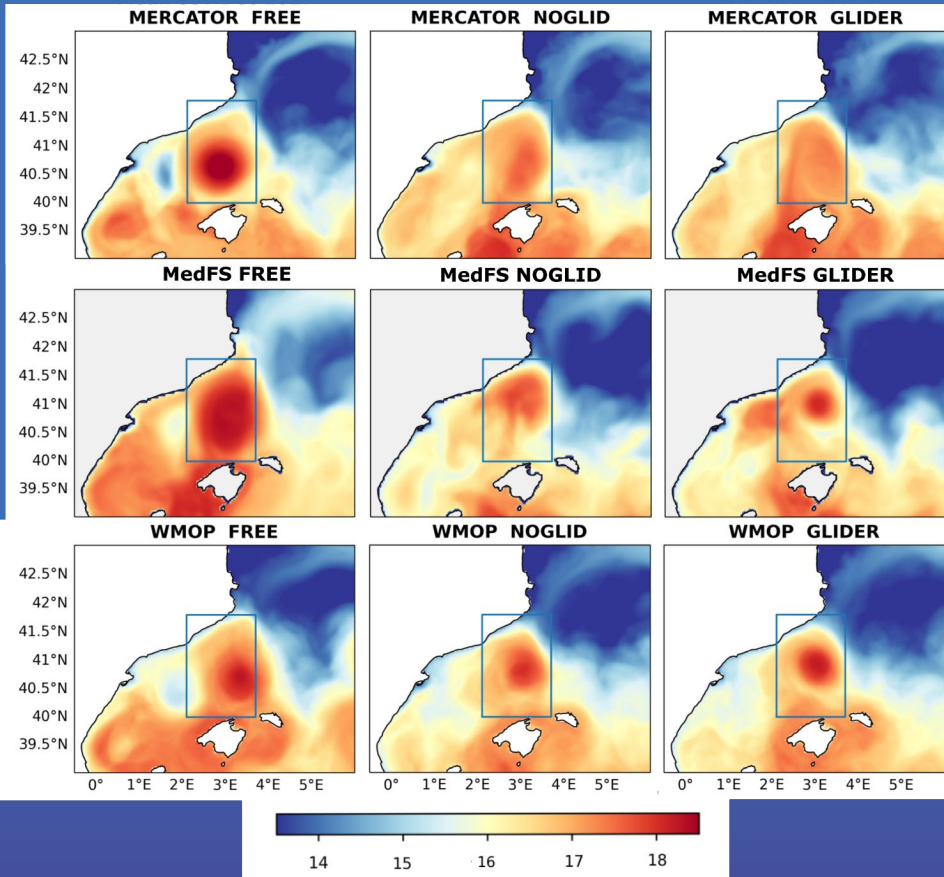 MERCATOR FREE MERCATOR NOGLID MERCATOR GLIDER
42.5°N
42°N
41.5°N
41°N
40.5°N
40°N
39.5°N
MedFS FREE MedFS NOGLID MedFS GLIDER
42.5°N
42°N
41.5°N
41°N
40.5°N
40°N
39.5°N
WMOP FREE WMOP NOGLID WMOP GLIDER
42.5°N
42°N
41.5°N
41°N
40.5°N
40°N
39.5°N
0° 1°E 2°E 3°E 4°E 5°E 0° 1°E 2°E 3°E 4°E 5°E 0° 1°E 2°E 3°E 4°E 5°E
14 15 16 17 18